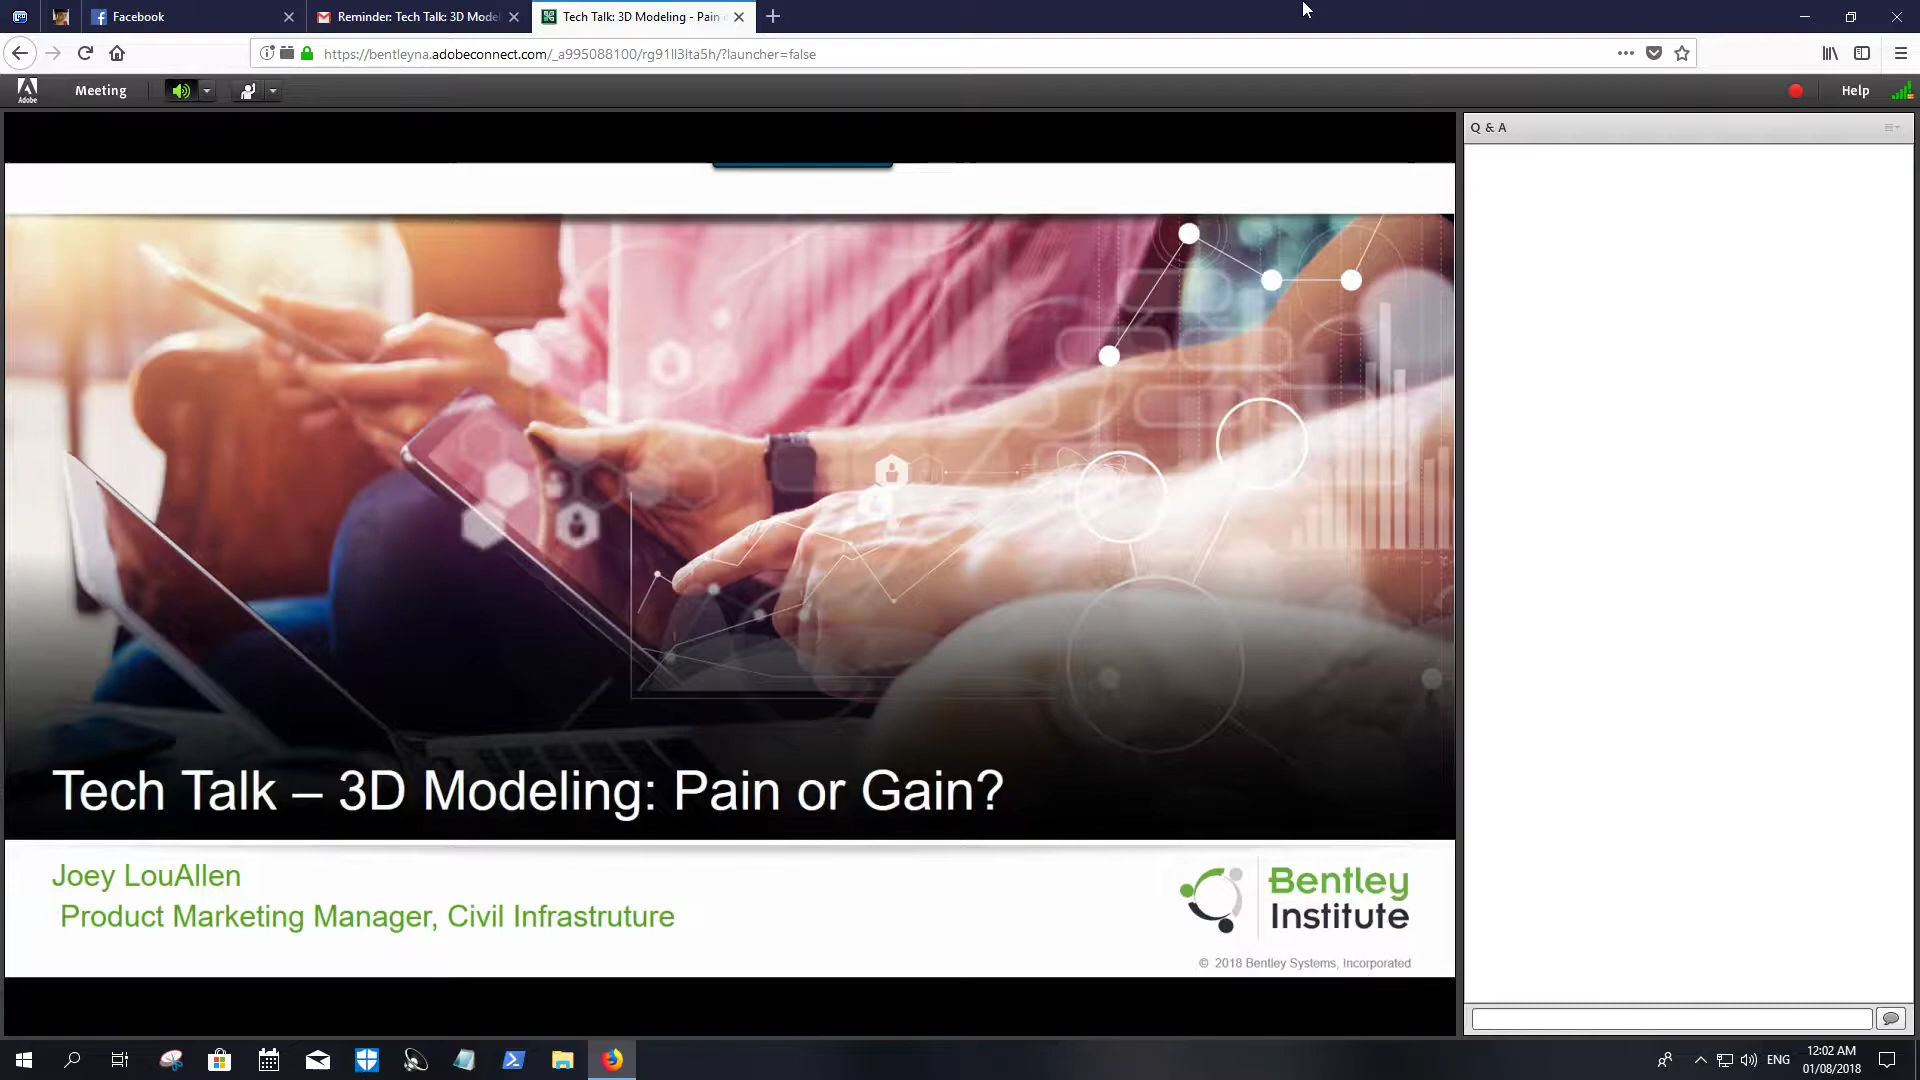 Facebook
Reminder: Tech Talk: 3D Model
Tech Talk: 3D Modeling - Pain
https://bentleyna.adobeconnect.com/_a995088100/rg91ll3lta5h/?launcher=false
Adobe
Meeting
Help
Q & A
Tech Talk – 3D Modeling: Pain or Gain?
Joey LouAllen
Product Marketing Manager, Civil Infrastruture
Bentley
Institute
© 2018 Bentley Systems, Incorporated
ENG
12:02 AM
01/08/2018